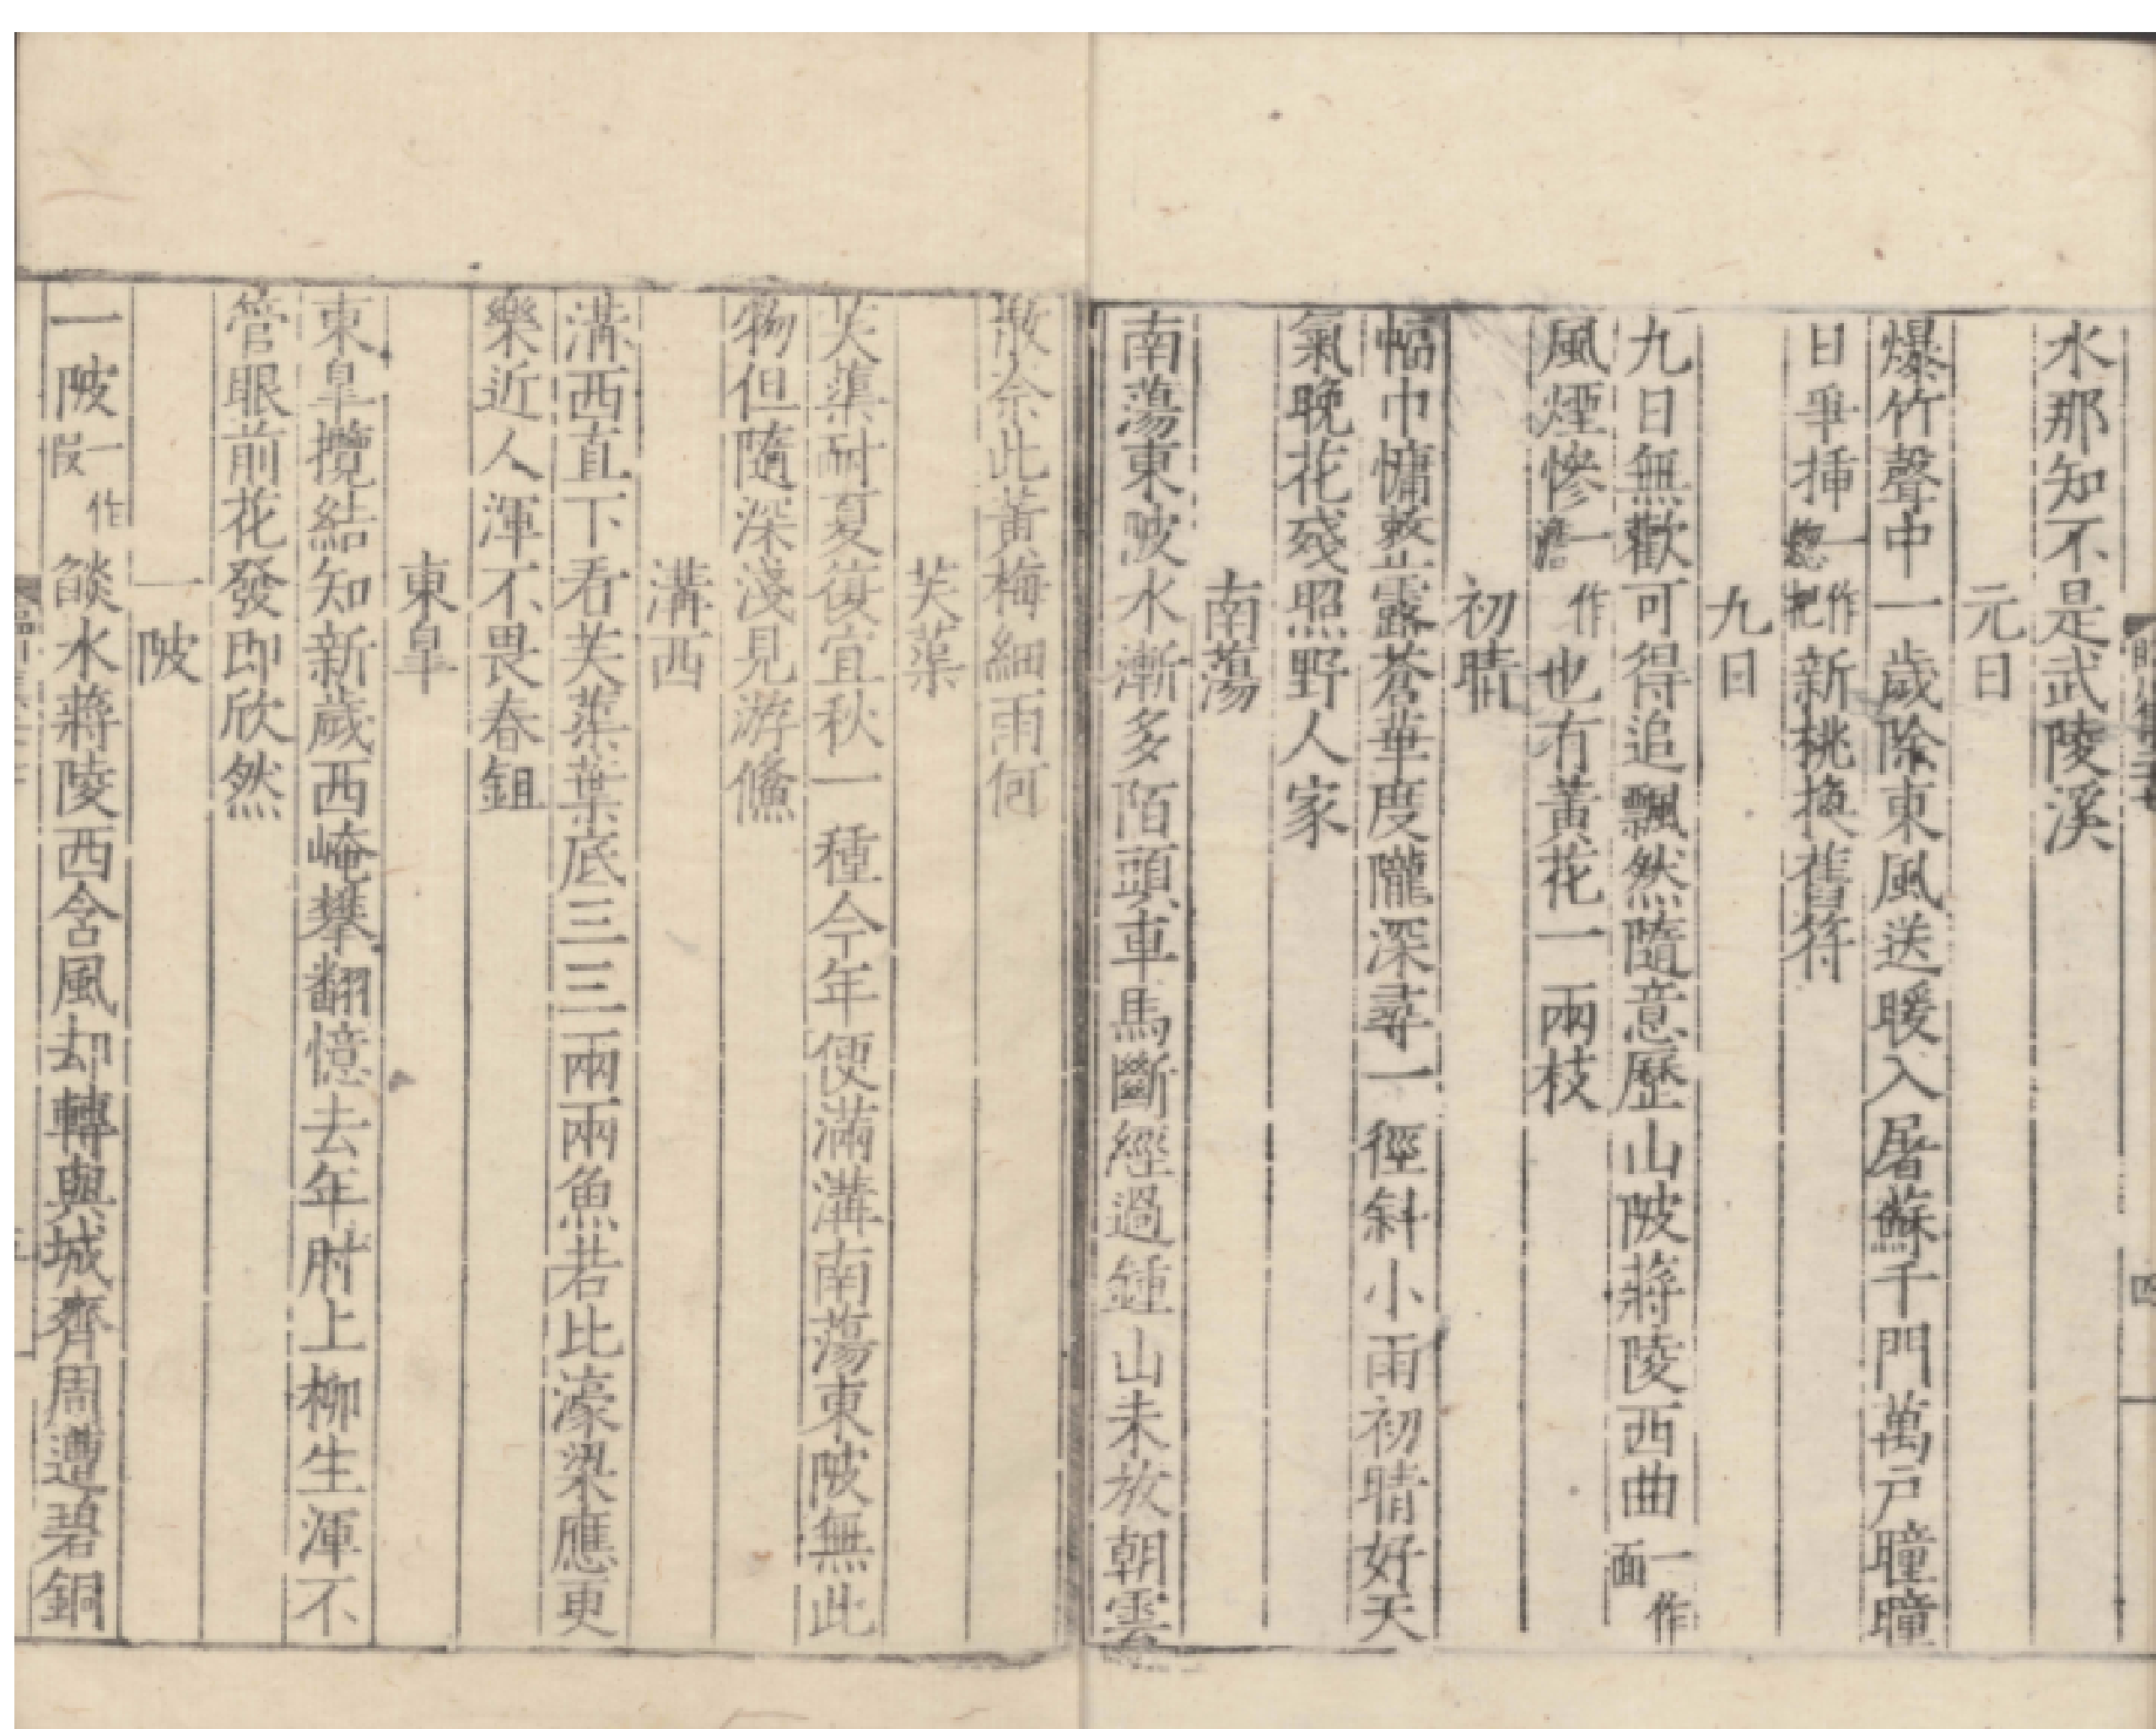 水那知不是武陵溪
元日
爆竹聲中一歲除東風送暖入屠蘇千門萬戶曈曈
日爭揷一作揔把新桃換舊符
九日
九日無歡可得追飄然隨意歷山陂蔣陵西曲一作面
風煙慘一作澹也有黃花一兩枝
初晴
幅巾慵整露蒼華度隴深尋一徑斜小雨初晴好天
氣晚花殘照野人家
南蕩
南蕩東陂水漸多陌頭車馬斷經過鍾山未放朝雲
散奈此黃梅細雨何
芙蕖
芙蕖耐夏復宜秋一種今年便滿溝南蕩東陂無此
物但隨深淺見游鯈
溝西
溝西直下看芙蕖葉底三三兩兩魚若比濠梁應更
樂近人渾不畏春鉏
東臯
東臯攬結知新歲西崦攀翻憶去年肘上柳生渾不
管眼前花發即欣然
一陂
一陂一作㽪水蔣陵西含風却轉與城齊周遭碧銅